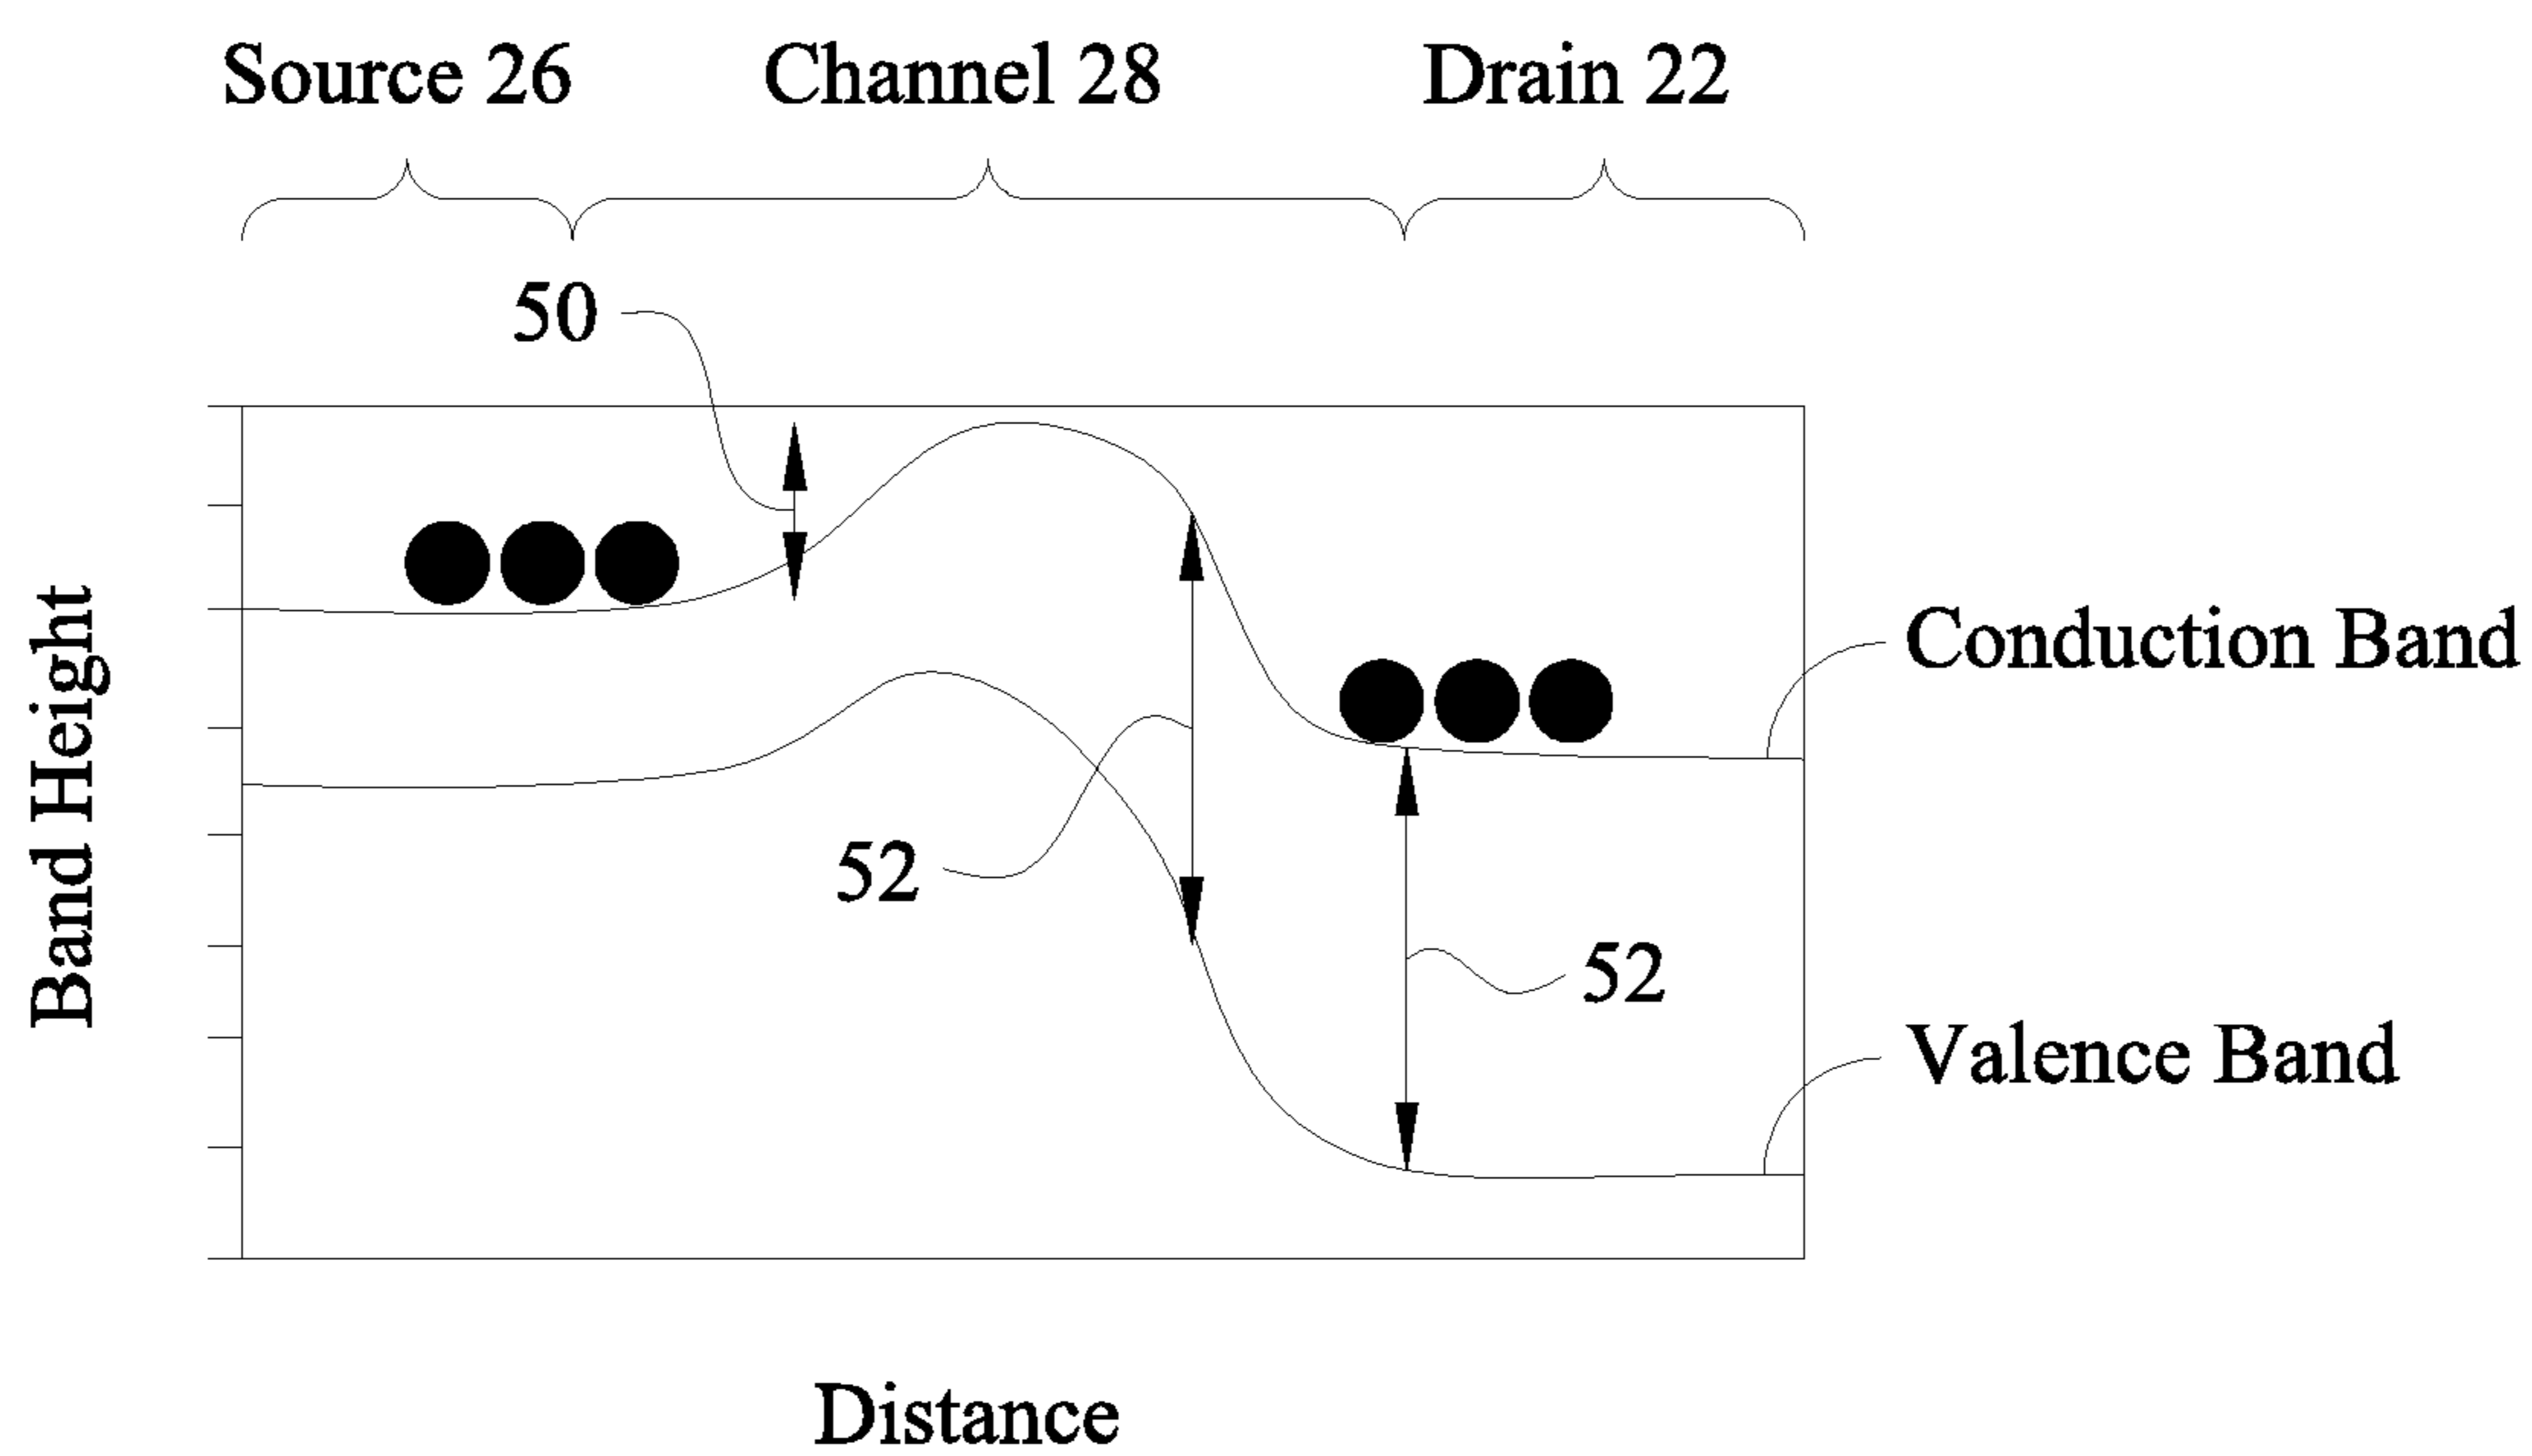 Source 26
Channel 28
Drain 22
50
Conduction Band
Band Height
52
52
Valence Band
Distance